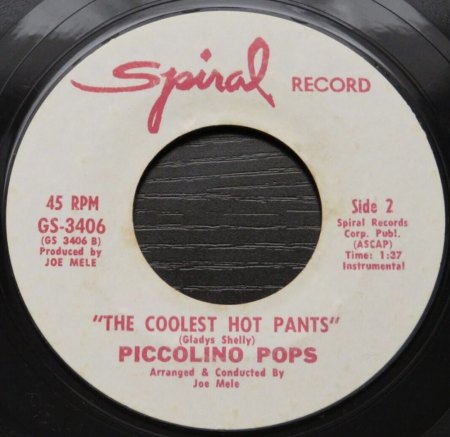 Spiral RECORD
45 RPM
GS-3406
(GS 3406 B)
Produced by
JOE MELE
Side 2
Spiral Records
Corp. Publ.
(ASCAP)
Time: 1:37
Instrumental
"THE COOLEST HOT PANTS"
(Gladys Shelly)
PICCOLINO POPS
Arranged & Conducted By
Joe Mele